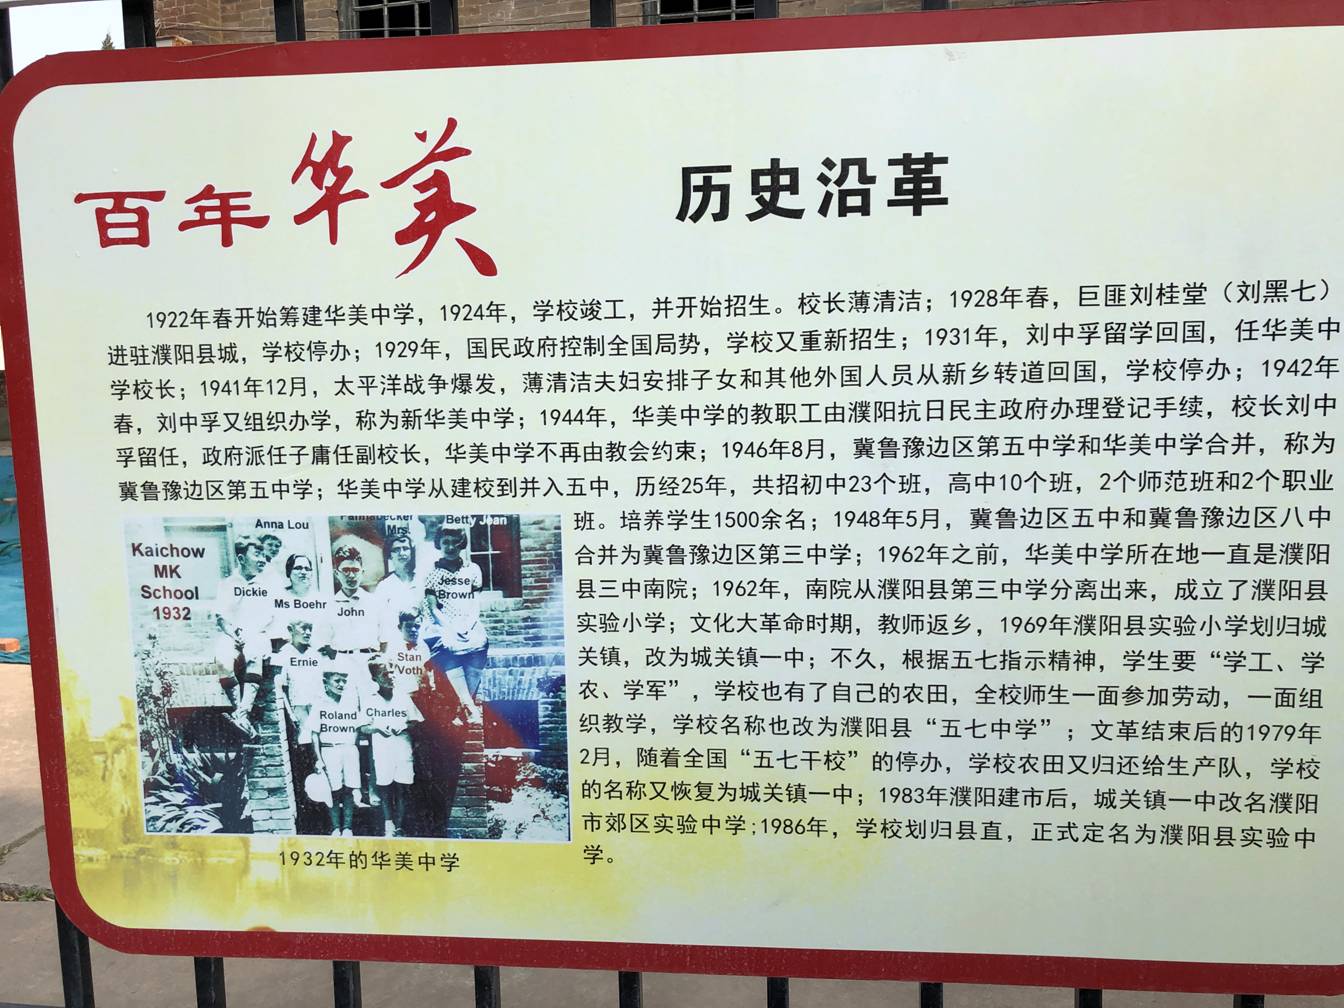 百年华美
历史沿革
1922年春开始筹建华美中学，1924年，学校竣工，并开始招生。校长薄清洁；1928年春，巨匪刘桂堂（刘黑七）
进驻濮阳县城，学校停办；1929年，国民政府控制全国局势，学校又重新招生；1931年，刘中孚留学回国，任华美中
学校长；1941年12月，太平洋战争爆发，薄清洁夫妇安排子女和其他外国人员从新乡转道回国，学校停办；1942年
春，刘中孚又组织办学，称为新华美中学；1944年，华美中学的教职工由濮阳抗日民主政府办理登记手续，校长刘中
孚留任，政府派任子庸任副校长，华美中学不再由教会约束；1946年8月，冀鲁豫边区第五中学和华美中学合并，称为
冀鲁豫边区第五中学；华美中学从建校到并入五中，历经25年，共招初中23个班，高中10个班，2个师范班和2个职业
班。培养学生1500余名；1948年5月，冀鲁边区五中和冀鲁豫边区八中
合并为冀鲁豫边区第三中学；1962年之前，华美中学所在地一直是濮阳
县三中南院；1962年，南院从濮阳县第三中学分离出来，成立了濮阳县
实验小学；文化大革命时期，教师返乡，1969年濮阳县实验小学划归城
关镇，改为城关镇一中；不久，根据五七指示精神，学生要“学工、学
农、学军”，学校也有了自己的农田，全校师生一面参加劳动，一面组
织教学，学校名称也改为濮阳县“五七中学”；文革结束后的1979年
2月，随着全国“五七干校”的停办，学校农田又归还给生产队，学校
的名称又恢复为城关镇一中；1983年濮阳建市后，城关镇一中改名濮阳
市郊区实验中学;1986年，学校划归县直，正式定名为濮阳县实验中
学。
Pannabecker
Anna Lou
Mrs
Betty Jean
Kaichow
MK
School
1932
Dickie
Ms Boehr
John
Jesse
Brown
Ernie
Stan
Voth
Roland
Brown
Charles
1932年的华美中学